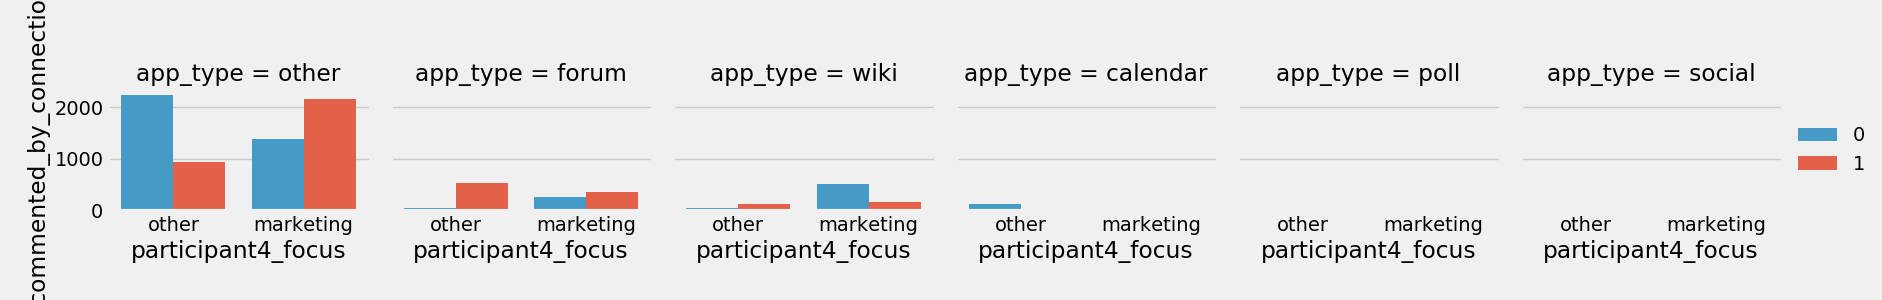 commented_by_connectio
app_type = other
app_type = forum
app_type = wiki
app_type = calendar
app_type = poll
app_type = social
2000
1000
0
0
1
other marketing
other marketing
other marketing
other marketing
other marketing
other marketing
participant4_focus
participant4_focus
participant4_focus
participant4_focus
participant4_focus
participant4_focus